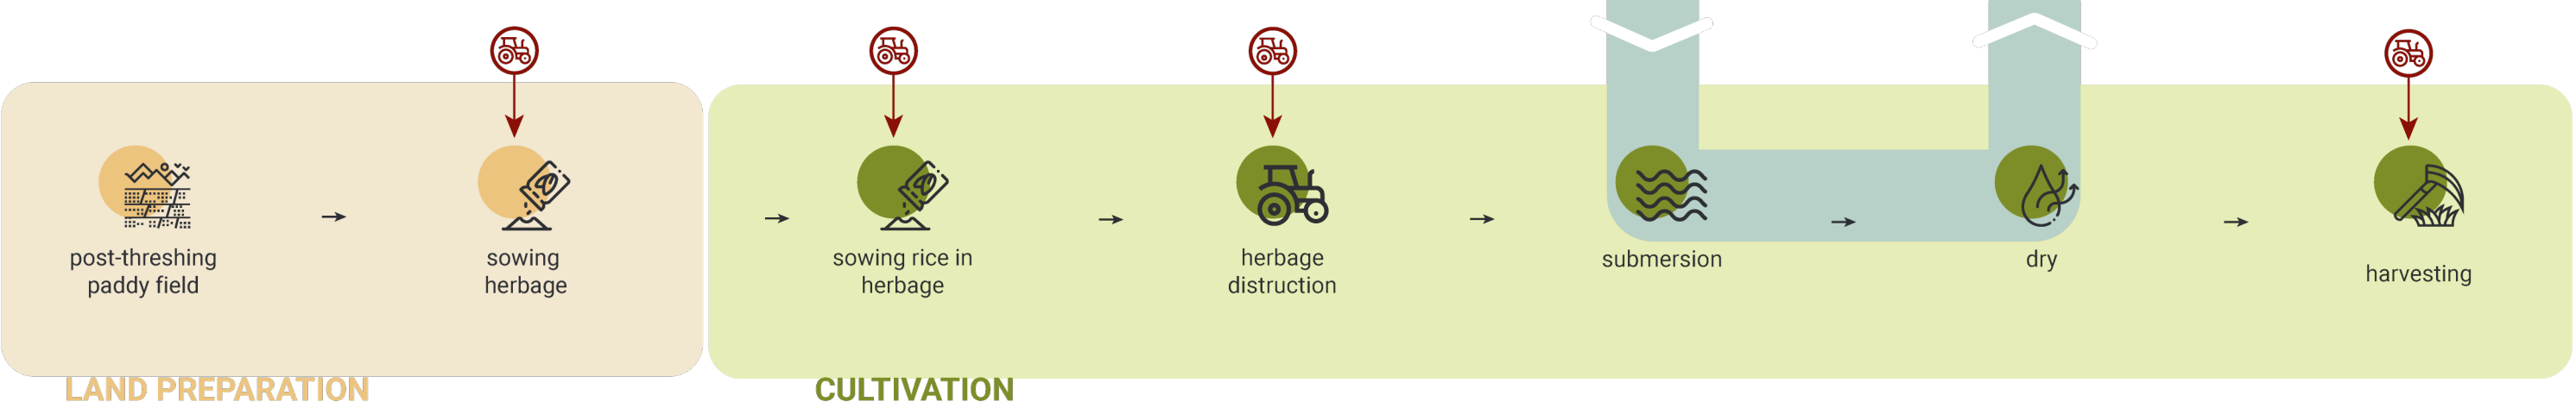 post-threshing
paddy field
sowing
herbage
sowing rice in
herbage
herbage
distruction
submersion
dry
harvesting
LAND PREPARATION
CULTIVATION